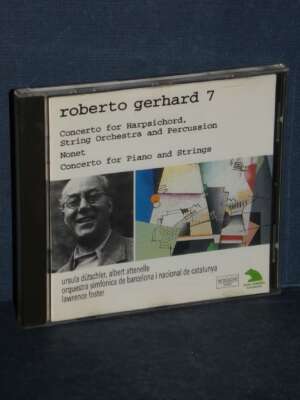 roberto gerhard 7
Concerto for Harpsichord,
String Orchestra and Percussion
Nonet
Concerto for Piano and Strings
ursula dütschler, albert attenelle
orquestra simfònica de barcelona i nacional de catalunya
lawrence foster